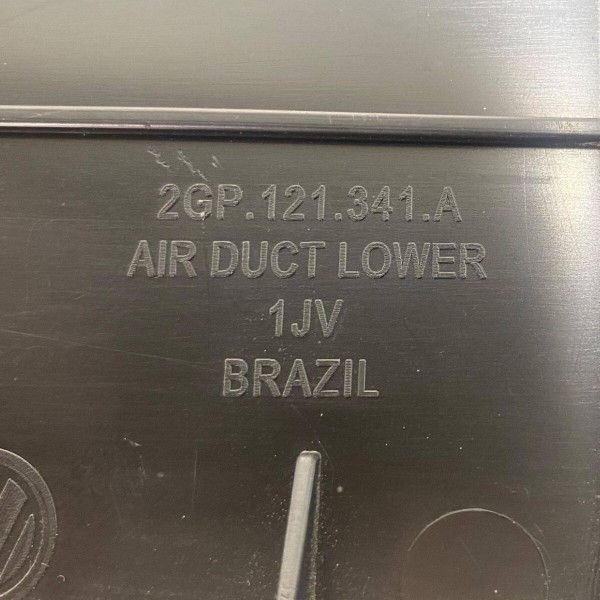 2GP.121.341.A
AIR DUCT LOWER
1JV
BRAZIL